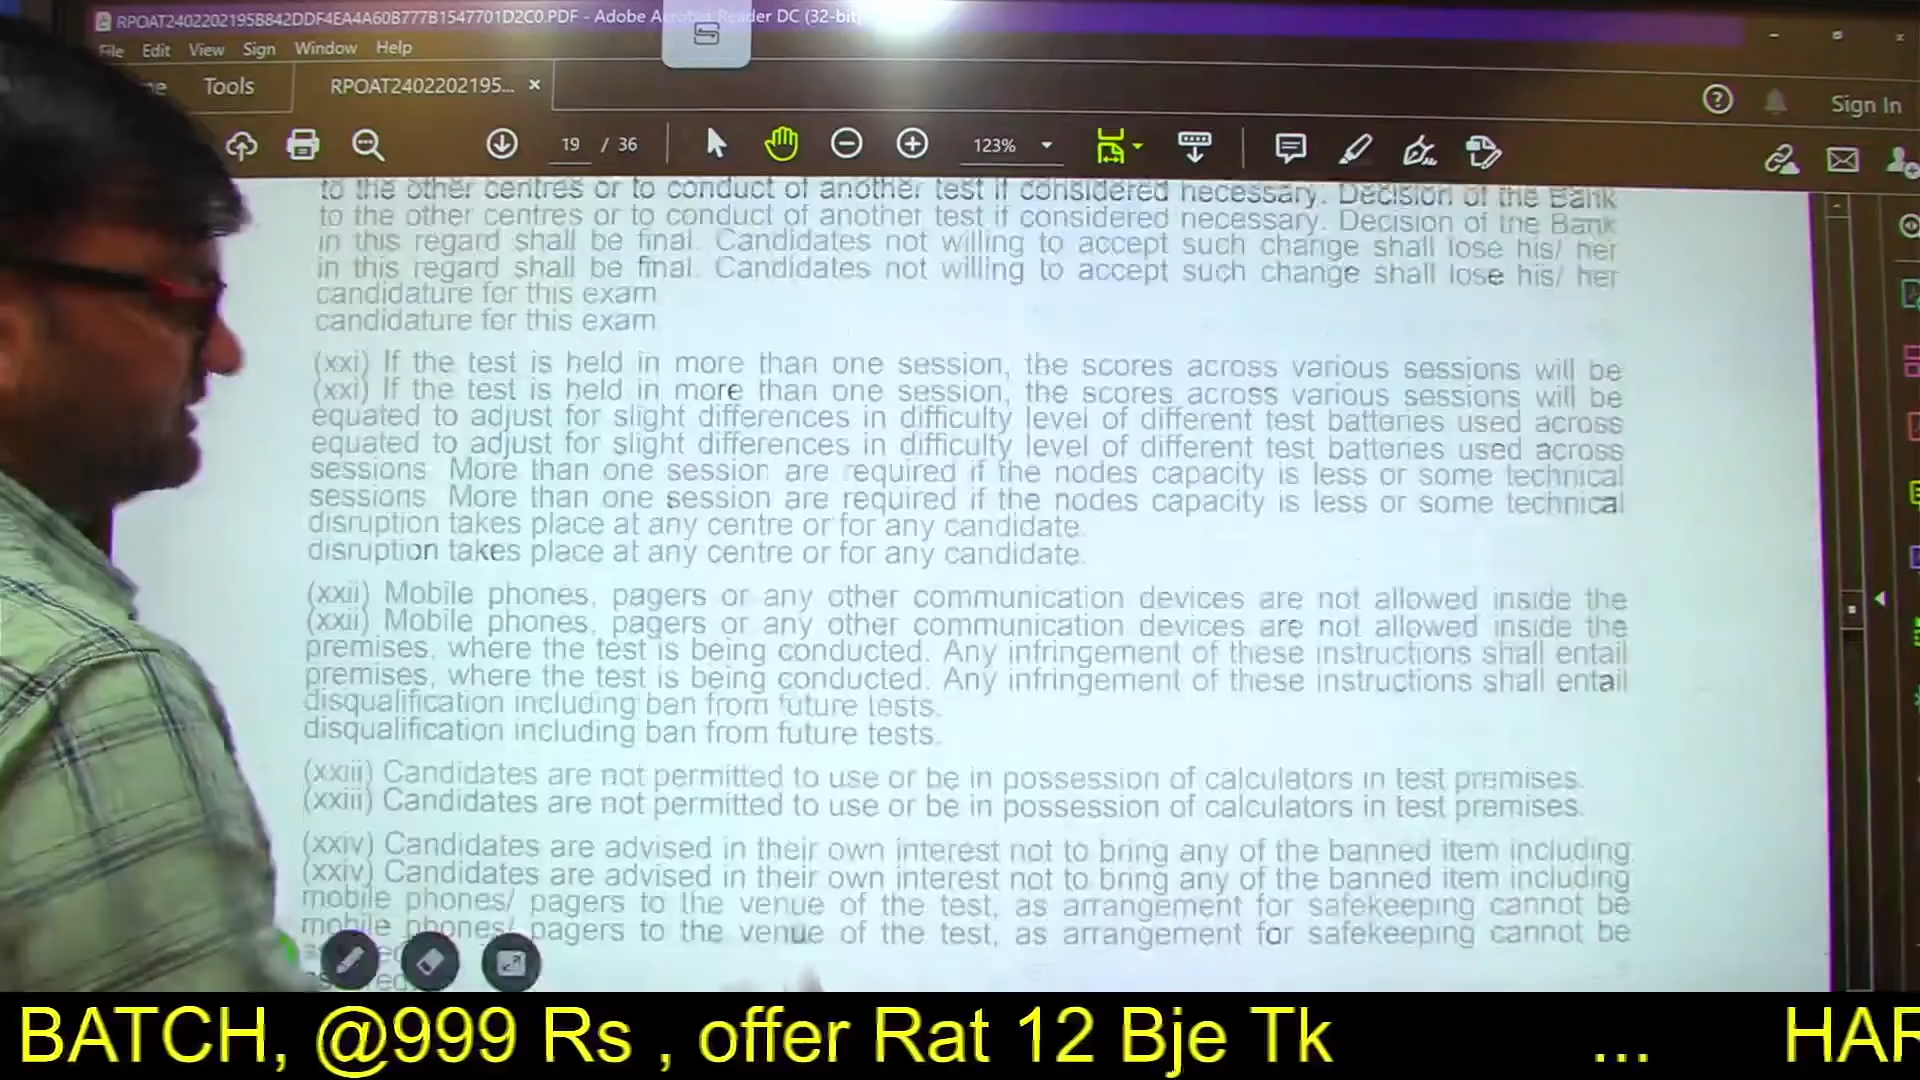 RPOAT2402202195B842DDF4EA4A60B777B1547701D2C0.PDF - Adobe Acrobat Reader DC (32-bit)
File Edit View Sign Window Help
Tools RPOAT2402202195... ×
Sign In
19 / 36 123%
to the other centres or to conduct of another test if considered necessary. Decision of the Bank
to the other centres or to conduct of another test if considered necessary. Decision of the Bank
in this regard shall be final. Candidates not willing to accept such change shall lose his/ her
in this regard shall be final. Candidates not willing to accept such change shall lose his/ her
candidature for this exam
candidature for this exam
(xxi) If the test is held in more than one session, the scores across various sessions will be
(xxi) If the test is held in more than one session, the scores across various sessions will be
equated to adjust for slight differences in difficulty level of different test batteries used across
equated to adjust for slight differences in difficulty level of different test batteries used across
sessions. More than one session are required if the nodes capacity is less or some technical
sessions. More than one session are required if the nodes capacity is less or some technical
disruption takes place at any centre or for any candidate.
disruption takes place at any centre or for any candidate.
(xxii) Mobile phones, pagers or any other communication devices are not allowed inside the
(xxii) Mobile phones, pagers or any other communication devices are not allowed inside the
premises, where the test is being conducted. Any infringement of these instructions shall entail
premises, where the test is being conducted. Any infringement of these instructions shall entail
disqualification including ban from future tests.
disqualification including ban from future tests.
(xxiii) Candidates are not permitted to use or be in possession of calculators in test premises.
(xxiii) Candidates are not permitted to use or be in possession of calculators in test premises.
(xxiv) Candidates are advised in their own interest not to bring any of the banned item including
(xxiv) Candidates are advised in their own interest not to bring any of the banned item including
mobile phones/ pagers to the venue of the test, as arrangement for safekeeping cannot be
mobile phones/ pagers to the venue of the test, as arrangement for safekeeping cannot be
BATCH, @999 Rs , offer Rat 12 Bje Tk ... HAR